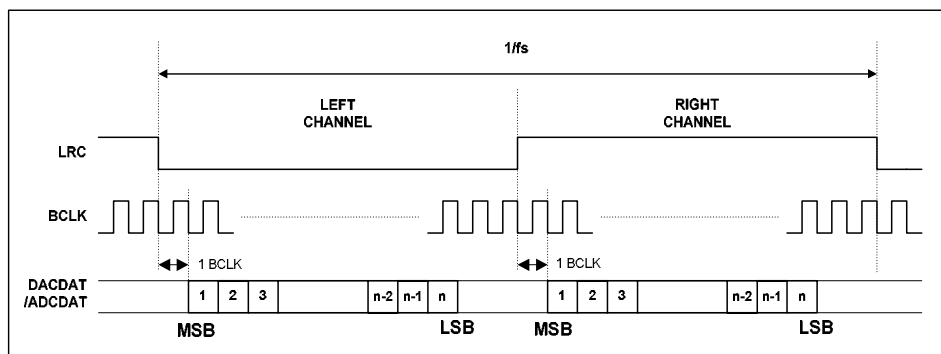 1/fs
LEFT
CHANNEL
RIGHT
CHANNEL
LRC
BCLK
1 BCLK
1 BCLK
DACDAT
/ADCDAT
1 2 3 n-2 n-1 n 1 2 3 n-2 n-1 n
MSB LSB MSB LSB